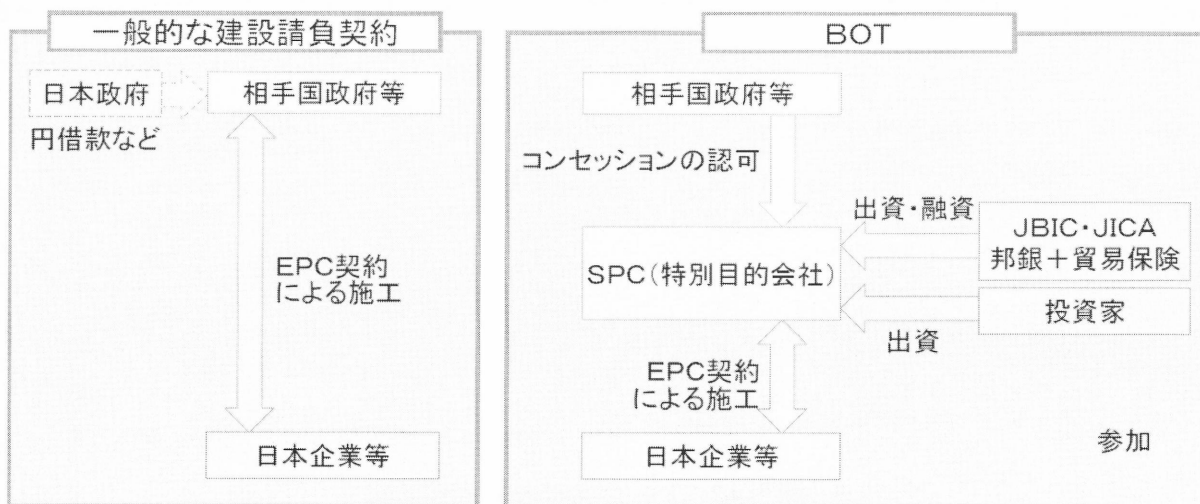 一般的な建設請負契約
日本政府
相手国政府等
円借款など
EPC契約
による施工
日本企業等
BOT
相手国政府等
コンセッションの認可
出資・融資
JBIC・JICA
邦銀＋貿易保険
SPC(特別目的会社)
投資家
出資
EPC契約
による施工
日本企業等
参加